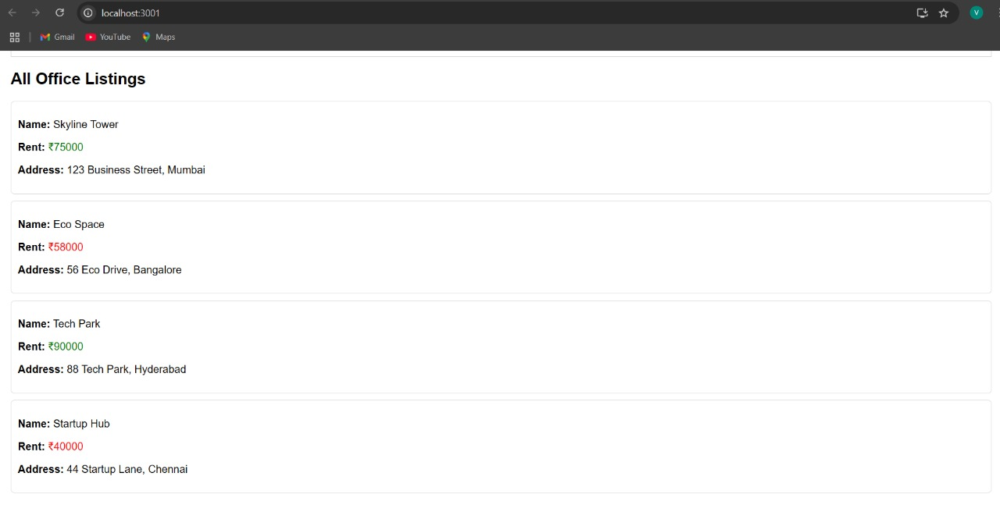 localhost:3001
V
Gmail YouTube Maps
All Office Listings
Name: Skyline Tower
Rent: ₹75000
Address: 123 Business Street, Mumbai
Name: Eco Space
Rent: ₹58000
Address: 56 Eco Drive, Bangalore
Name: Tech Park
Rent: ₹90000
Address: 88 Tech Park, Hyderabad
Name: Startup Hub
Rent: ₹40000
Address: 44 Startup Lane, Chennai